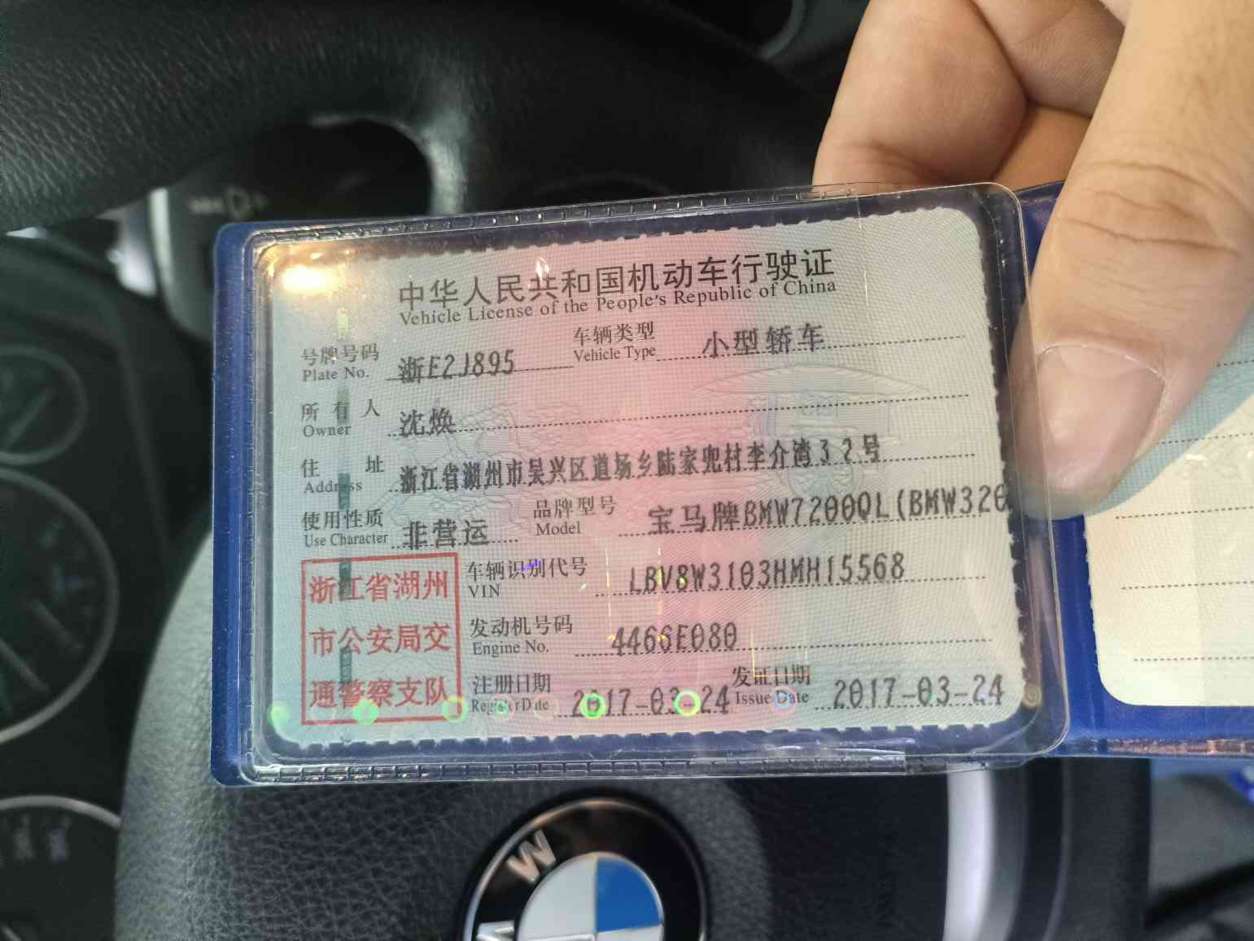 中华人民共和国机动车行驶证
Vehicle License of the People's Republic of China
号牌号码 浙E2J895 车辆类型 小型轿车
Plate No. Vehicle Type
所有人 沈焕
Owner
住址 浙江省湖州市吴兴区道场乡陆家兜村李介湾32号
Address
使用性质 非营运 品牌型号 宝马牌BMW7200QL(BMW320
Use Character Model
浙江省湖州 车辆识别代号 LBV8W3103HMH15568
VIN
市公安局交 发动机号码 4466E080
Engine No.
通警察支队 注册日期 2017-03-24 发证日期 2017-03-24
Register Date Issue Date
W